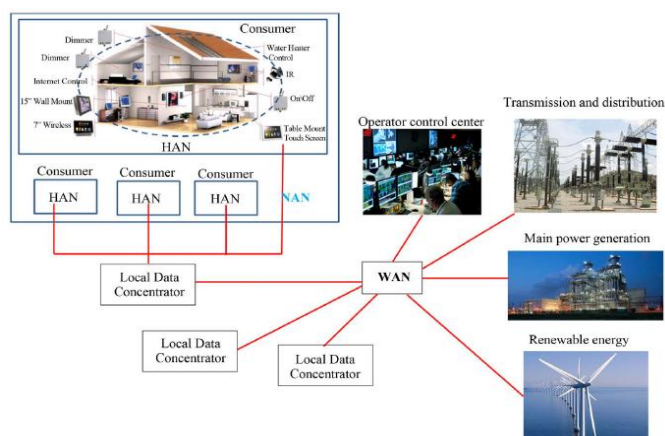 Consumer
Dimmer
Dimmer
Internet Control
15" Wall Mount
7" Wireless
Water Heater
Control
IR
On/Off
Table Mount
Touch Screen
HAN
Consumer
HAN
Consumer
HAN
Consumer
HAN
NAN
Local Data
Concentrator
Local Data
Concentrator
Local Data
Concentrator
WAN
Operator control center
Transmission and distribution
Main power generation
Renewable energy